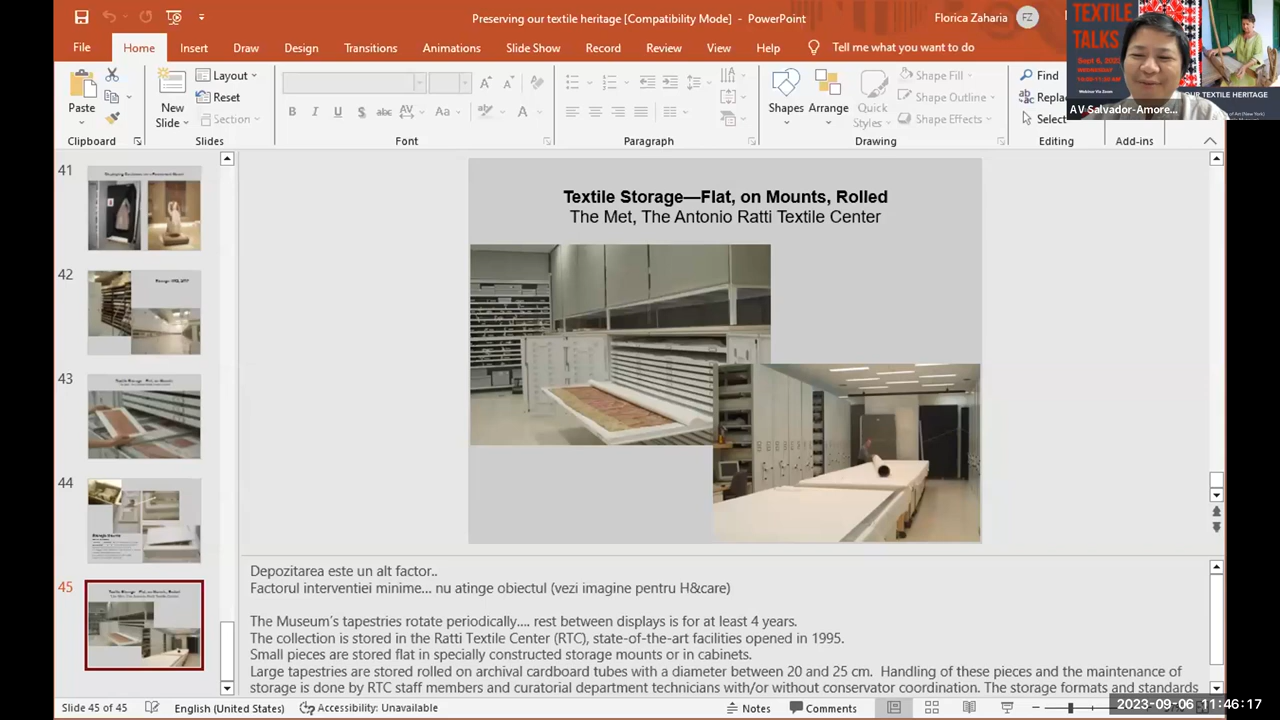 Preserving our textile heritage [Compatibility Mode] - PowerPoint
Florica Zaharia
FZ
File
Home
Insert
Draw
Design
Transitions
Animations
Slide Show
Record
Review
View
Help
Tell me what you want to do
Paste
Clipboard
New
Slide
Layout
Reset
Section
Slides
Font
Paragraph
Shapes
Arrange
Quick
Styles
Shape Fill
Shape Outline
Shape Effects
Drawing
Find
Select
Editing
Add-ins
TEXTILE
TALKS
OUR TEXTILE HERITAGE
AV Salvador-Amore...
41
42
43
44
45
Textile Storage—Flat, on Mounts, Rolled
The Met, The Antonio Ratti Textile Center
Depozitarea este un alt factor..
Factorul interventiei minime... nu atinge obiectul (vezi imagine pentru H&care)
The Museum's tapestries rotate periodically.... rest between displays is for at least 4 years.
The collection is stored in the Ratti Textile Center (RTC), state-of-the-art facilities opened in 1995.
Small pieces are stored flat in specially constructed storage mounts or in cabinets.
Large tapestries are stored rolled on archival cardboard tubes with a diameter between 20 and 25 cm.  Handling of these pieces and the maintenance of
storage is done by RTC staff members and curatorial department technicians with/or without conservator coordination. The storage formats and standards
Slide 45 of 45
English (United States)
Accessibility: Unavailable
Notes
Comments
2023-09-06 11:46:17